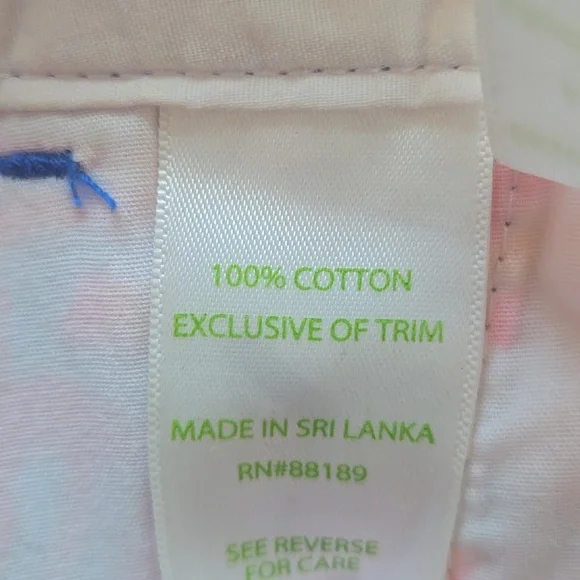 100% COTTON
EXCLUSIVE OF TRIM
MADE IN SRI LANKA
RN#88189
SEE REVERSE
FOR CARE